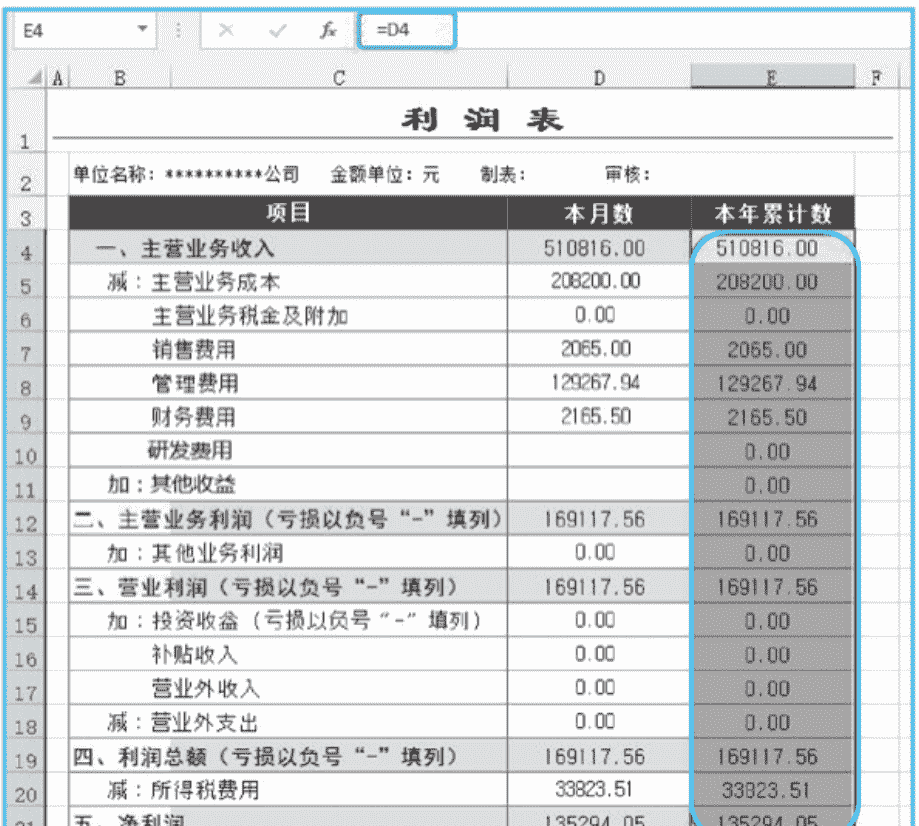 E4 fx =D4
A B C D E F
1 利润表
2 单位名称：**********公司 金额单位：元 制表： 审核：
3 项目 本月数 本年累计数
4 一、主营业务收入 510816.00 510816.00
5 减：主营业务成本 208200.00 208200.00
6 主营业务税金及附加 0.00 0.00
7 销售费用 2065.00 2065.00
8 管理费用 129267.94 129267.94
9 财务费用 2165.50 2165.50
10 研发费用 0.00
11 加：其他收益 0.00
12 二、主营业务利润（亏损以负号“-”填列） 169117.56 169117.56
13 加：其他业务利润 0.00 0.00
14 三、营业利润（亏损以负号“-”填列） 169117.56 169117.56
15 加：投资收益（亏损以负号“-”填列） 0.00 0.00
16 补贴收入 0.00 0.00
17 营业外收入 0.00 0.00
18 减：营业外支出 0.00 0.00
19 四、利润总额（亏损以负号“-”填列） 169117.56 169117.56
20 减：所得税费用 33823.51 33823.51
21 五、净利润 135294.05 135294.05